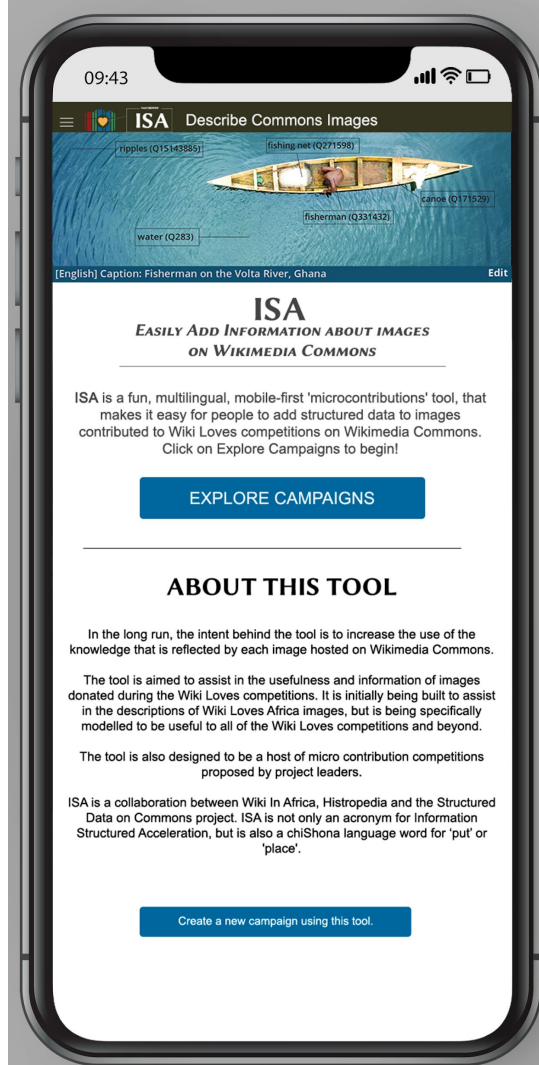 09:43
ISA Describe Commons Images
ripples (Q15143885)
fishing net (Q271598)
canoe (Q171529)
fisherman (Q331432)
water (Q283)
[English] Caption: Fisherman on the Volta River, Ghana Edit
ISA
Easily Add Information about images
on Wikimedia Commons
ISA is a fun, multilingual, mobile-first 'microcontributions' tool, that
makes it easy for people to add structured data to images
contributed to Wiki Loves competitions on Wikimedia Commons.
Click on Explore Campaigns to begin!
EXPLORE CAMPAIGNS
ABOUT THIS TOOL
In the long run, the intent behind the tool is to increase the use of the
knowledge that is reflected by each image hosted on Wikimedia Commons.
The tool is aimed to assist in the usefulness and information of images
donated during the Wiki Loves competitions. It is initially being built to assist
in the descriptions of Wiki Loves Africa images, but is being specifically
modelled to be useful to all of the Wiki Loves competitions and beyond.
The tool is also designed to be a host of micro contribution competitions
proposed by project leaders.
ISA is a collaboration between Wiki In Africa, Histropedia and the Structured
Data on Commons project. ISA is not only an acronym for Information
Structured Acceleration, but is also a chiShona language word for ‘put’ or
'place'.
Create a new campaign using this tool.